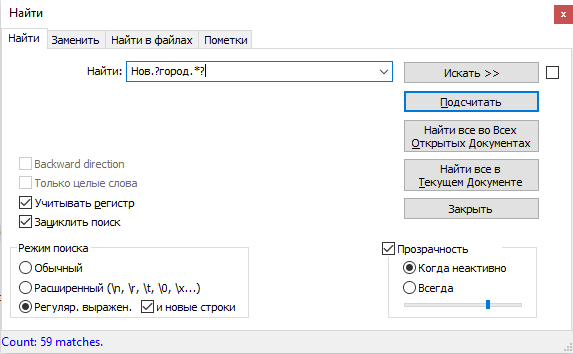 Найти
Найти Заменить Найти в файлах Пометки
Найти: Нов.?город.*?
Искать >>
Подсчитать
Найти все во Всех
Открытых Документах
Найти все в
Текущем Документе
Закрыть
Backward direction
Только целые слова
Учитывать регистр
Зациклить поиск
Режим поиска
Обычный
Расширенный (\n, \r, \t, \0, \x...)
Регуляр. выражен. и новые строки
Прозрачность
Когда неактивно
Всегда
Count: 59 matches.